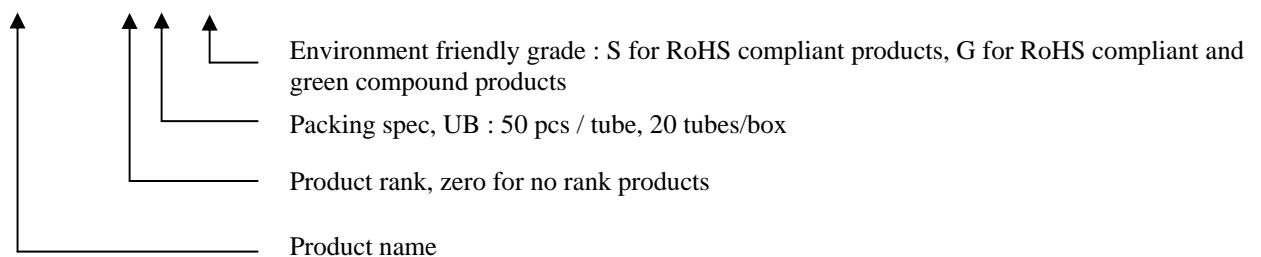 Environment friendly grade : S for RoHS compliant products, G for RoHS compliant and
green compound products
Packing spec, UB : 50 pcs / tube, 20 tubes/box
Product rank, zero for no rank products
Product name